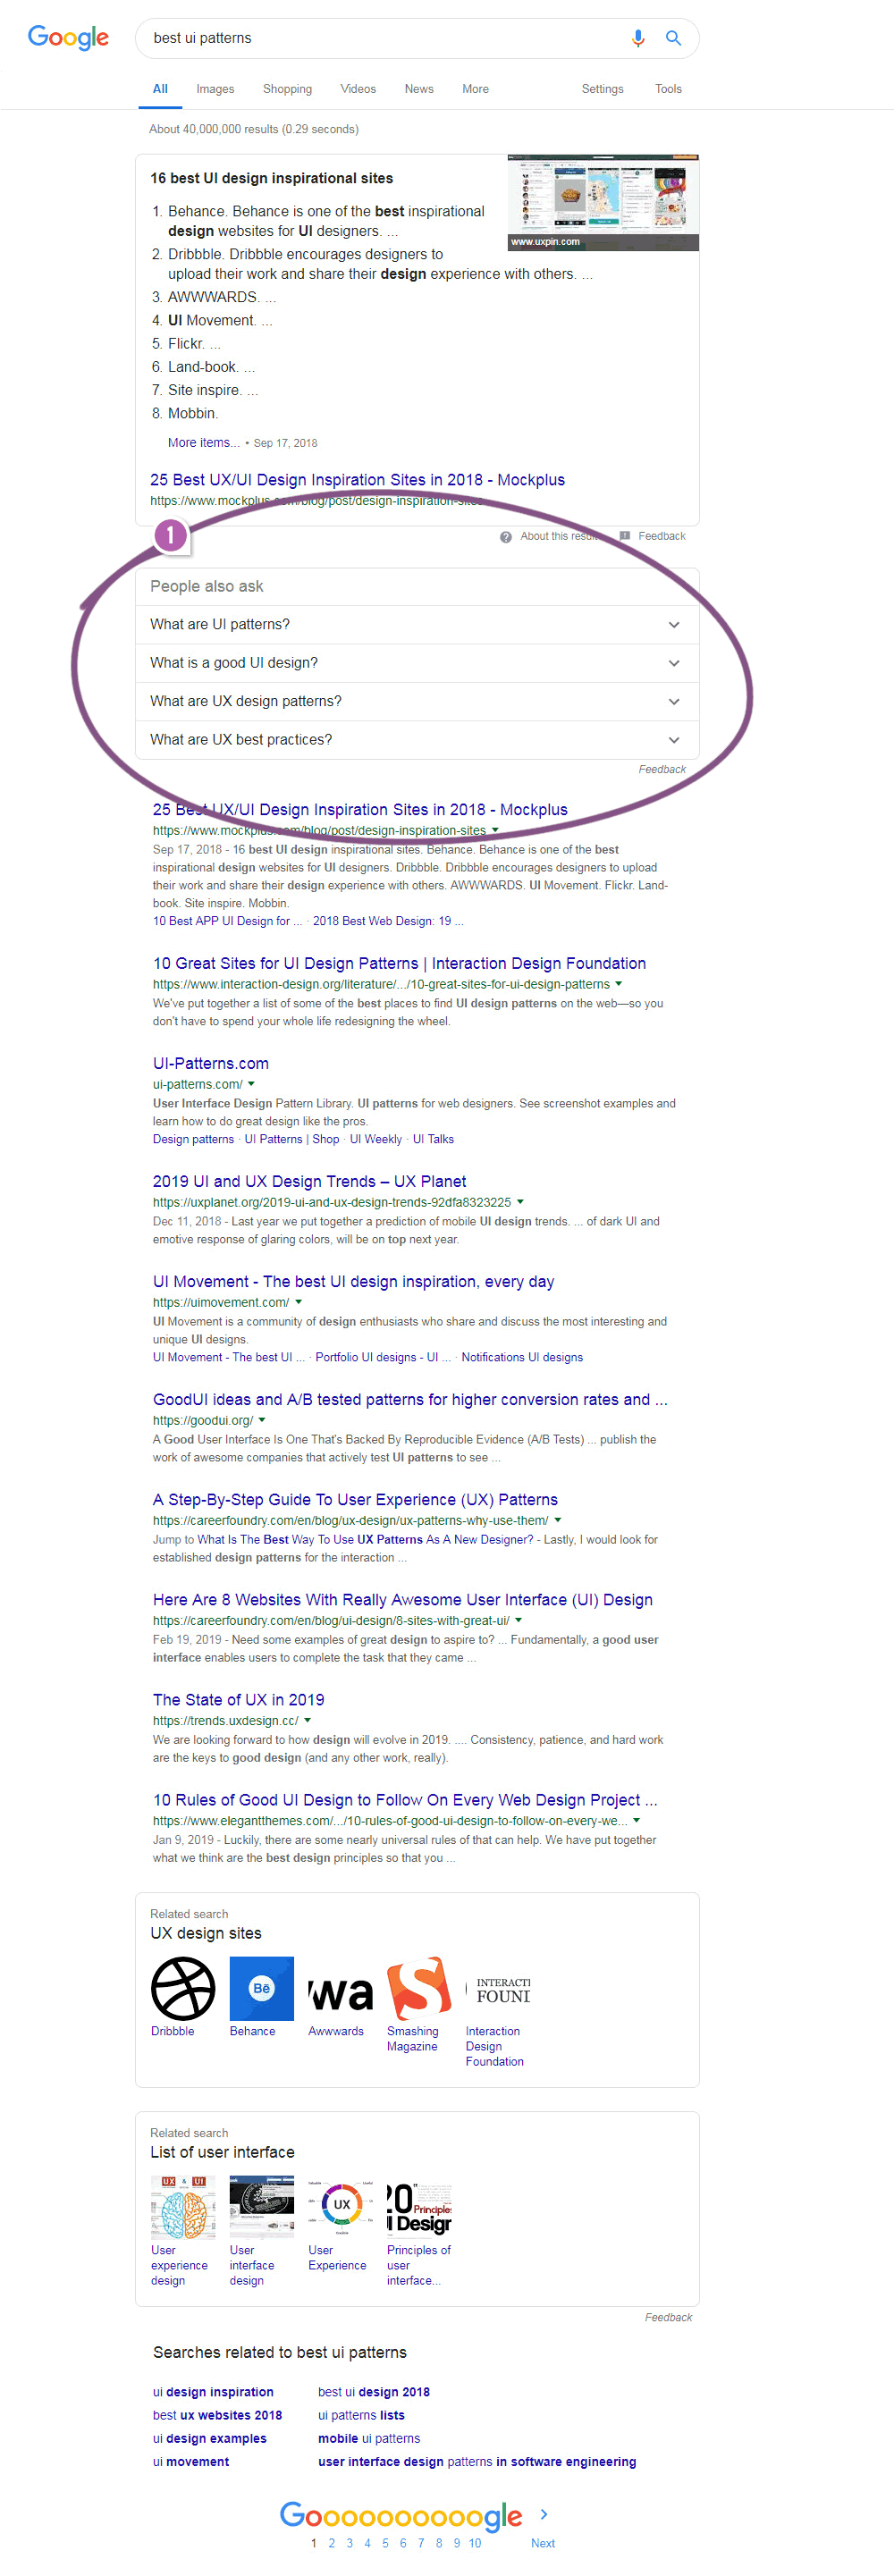 Google
best ui patterns
All Images Shopping Videos News More Settings Tools
About 40,000,000 results (0.29 seconds)
16 best UI design inspirational sites
1. Behance. Behance is one of the best inspirational
design websites for UI designers. ...
2. Dribbble. Dribbble encourages designers to
upload their work and share their design experience with others. ...
3. AWWWARDS. ...
4. UI Movement. ...
5. Flickr. ...
6. Land-book. ...
7. Site inspire. ...
8. Mobbin.
www.uxpin.com
More items... • Sep 17, 2018
25 Best UX/UI Design Inspiration Sites in 2018 - Mockplus
https://www.mockplus.com/blog/post/design-inspiration-sites
About this result Feedback
1
People also ask
What are UI patterns?
What is a good UI design?
What are UX design patterns?
What are UX best practices?
Feedback
25 Best UX/UI Design Inspiration Sites in 2018 - Mockplus
https://www.mockplus.com/blog/post/design-inspiration-sites
Sep 17, 2018 - 16 best UI design inspirational sites. Behance. Behance is one of the best
inspirational design websites for UI designers. Dribbble. Dribbble encourages designers to upload
their work and share their design experience with others. AWWWARDS. UI Movement. Flickr. Land-
book. Site inspire. Mobbin.
10 Best APP UI Design for ... · 2018 Best Web Design: 19 ...
10 Great Sites for UI Design Patterns | Interaction Design Foundation
https://www.interaction-design.org/literature/.../10-great-sites-for-ui-design-patterns
We've put together a list of some of the best places to find UI design patterns on the web—so you
don't have to spend your whole life redesigning the wheel.
UI-Patterns.com
ui-patterns.com/
User Interface Design Pattern Library. UI patterns for web designers. See screenshot examples and
learn how to do great design like the pros.
Design patterns · UI Patterns | Shop · UI Weekly · UI Talks
2019 UI and UX Design Trends – UX Planet
https://uxplanet.org/2019-ui-and-ux-design-trends-92dfa8323225
Dec 11, 2018 - Last year we put together a prediction of mobile UI design trends. ... of dark UI and
emotive response of glaring colors, will be on top next year.
UI Movement - The best UI design inspiration, every day
https://uimovement.com/
UI Movement is a community of design enthusiasts who share and discuss the most interesting and
unique UI designs.
UI Movement - The best UI ... · Portfolio UI designs - UI ... · Notifications UI designs
GoodUI ideas and A/B tested patterns for higher conversion rates and ...
https://goodui.org/
A Good User Interface Is One That's Backed By Reproducible Evidence (A/B Tests) ... publish the
work of awesome companies that actively test UI patterns to see ...
A Step-By-Step Guide To User Experience (UX) Patterns
https://careerfoundry.com/en/blog/ux-design/ux-patterns-why-use-them/
Jump to What Is The Best Way To Use UX Patterns As A New Designer? - Lastly, I would look for
established design patterns for the interaction ...
Here Are 8 Websites With Really Awesome User Interface (UI) Design
https://careerfoundry.com/en/blog/ui-design/8-sites-with-great-ui/
Feb 19, 2019 - Need some examples of great design to aspire to? ... Fundamentally, a good user
interface enables users to complete the task that they came ...
The State of UX in 2019
https://trends.uxdesign.cc/
We are looking forward to how design will evolve in 2019. .... Consistency, patience, and hard work
are the keys to good design (and any other work, really).
10 Rules of Good UI Design to Follow On Every Web Design Project ...
https://www.elegantthemes.com/.../10-rules-of-good-ui-design-to-follow-on-every-we...
Jan 9, 2019 - Luckily, there are some nearly universal rules of that can help. We have put together
what we think are the best design principles so that you ...
Related search
UX design sites
Bē
wa
INTERACTI
FOUND
Dribbble
Behance
Awwwards
Smashing
Magazine
Interaction
Design
Foundation
Related search
List of user interface
UX & UI
UX
20
Principle
UI Desigr
User
experience
design
User
interface
design
User
Experience
Principles of
user
interface...
Feedback
Searches related to best ui patterns
ui design inspiration
best ui design 2018
best ux websites 2018
ui patterns lists
ui design examples
mobile ui patterns
ui movement
user interface design patterns in software engineering
Goooooooooogle
1 2 3 4 5 6 7 8 9 10 Next